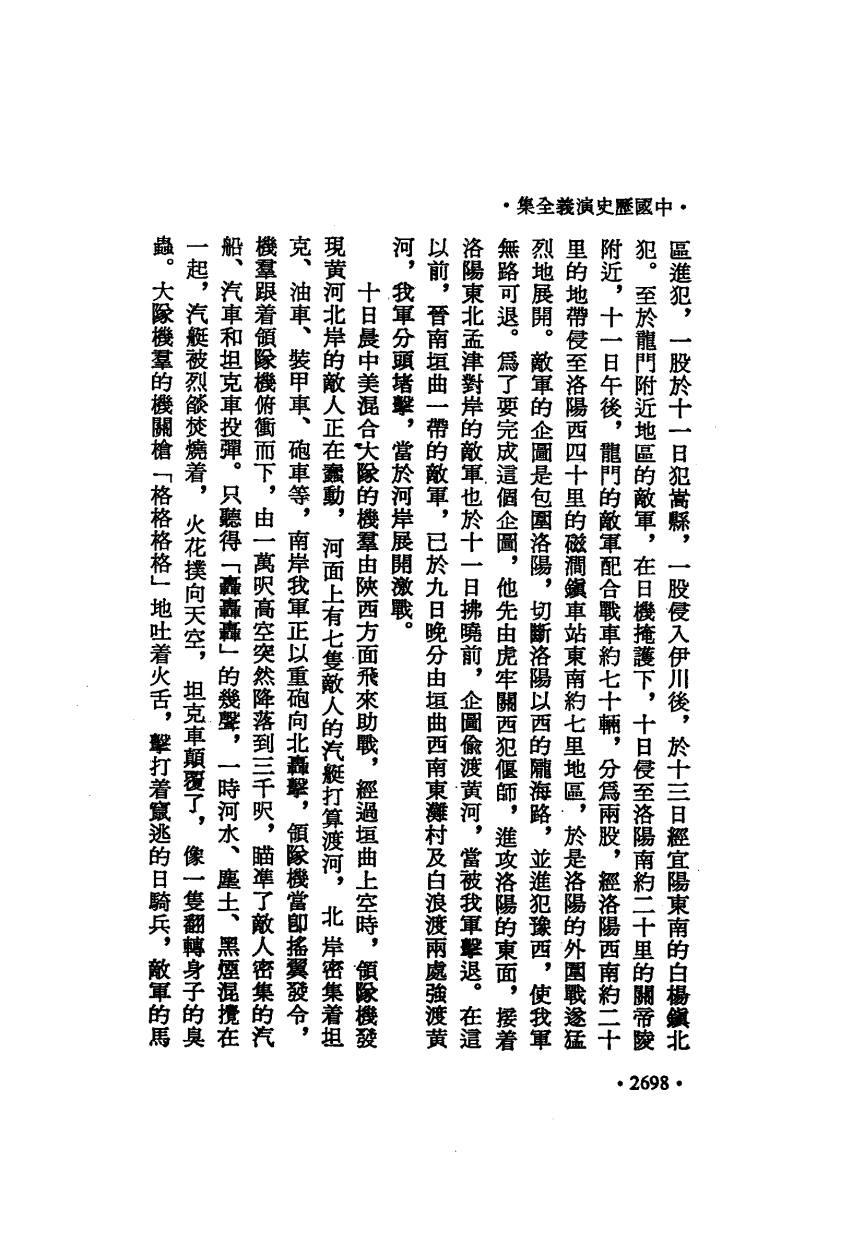 •中國歷史演義全集•
區進犯，一股於十一日犯嵩縣，一股侵入伊川後，於十三日經宜陽東南的白楊鎮北
犯。至於龍門附近地區的敵軍，在日機掩護下，十日侵至洛陽南約二十里的關帝陵
附近，十一日午後，龍門的敵軍配合戰車約七十輛，分爲兩股，經洛陽西南約二十
里的地帶侵至洛陽西四十里的磁澗鎮車站東南約七里地區，於是洛陽的外圍戰遂猛
烈地展開。敵軍的企圖是包圍洛陽，切斷洛陽以西的隴海路，並進犯豫西，使我軍
無路可退。爲了要完成這個企圖，他先由虎牢關西犯偃師，進攻洛陽的東面，接着
洛陽東北孟津對岸的敵軍也於十一日拂曉前，企圖偸渡黃河，當被我軍擊退。在這
以前，晉南垣曲一帶的敵軍，已於九日晚分由垣曲西南東灘村及白浪渡兩處強渡黃
河，我軍分頭堵擊，當於河岸展開激戰。
十日晨中美混合大隊的機羣由陝西方面飛來助戰，經過垣曲上空時，領隊機發
現黃河北岸的敵人正在蠢動，河面上有七隻敵人的汽艇打算渡河，北岸密集着坦
克、油車、裝甲車、砲車等，南岸我軍正以重砲向北轟擊，領隊機當卽搖翼發令，
機羣跟着領隊機俯衝而下，由一萬呎高空突然降落到三千呎，瞄準了敵人密集的汽
船、汽車和坦克車投彈。只聽得「轟轟轟」的幾聲，一時河水、塵土、黑煙混攪在
一起，汽艇被烈燄焚燒着，火花撲向天空，坦克車顛覆了，像一隻翻轉身子的臭
蟲。大隊機羣的機關槍「格格格格」地吐着火舌，擊打着竄逃的日騎兵，敵軍的馬
•2698•